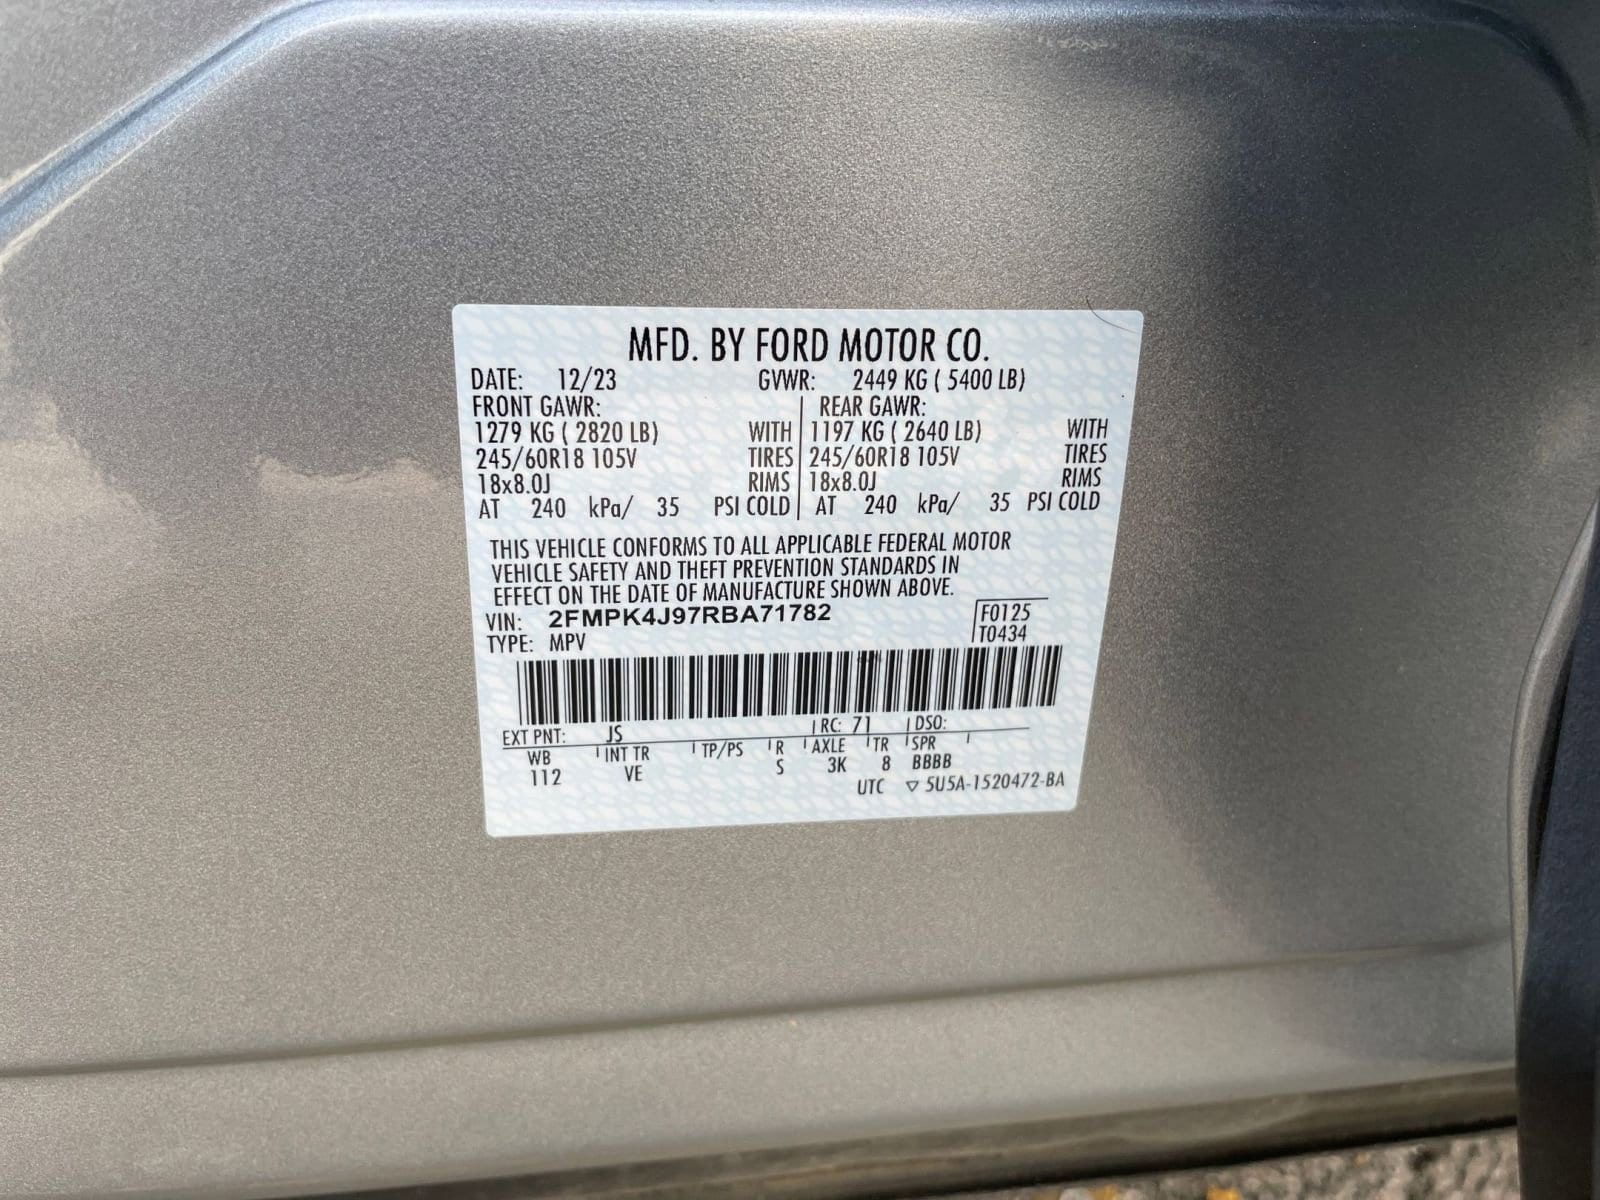 MFD. BY FORD MOTOR CO.
DATE: 12/23 GVWR: 2449 KG ( 5400 LB)
FRONT GAWR: REAR GAWR:
1279 KG ( 2820 LB) WITH 1197 KG ( 2640 LB) WITH
245/60R18 105V TIRES 245/60R18 105V TIRES
18x8.0J RIMS 18x8.0J RIMS
AT 240 kPa/ 35 PSI COLD AT 240 kPa/ 35 PSI COLD
THIS VEHICLE CONFORMS TO ALL APPLICABLE FEDERAL MOTOR
VEHICLE SAFETY AND THEFT PREVENTION STANDARDS IN
EFFECT ON THE DATE OF MANUFACTURE SHOWN ABOVE.
VIN: 2FMPK4J97RBA71782 F0125
TYPE: MPV T0434
EXT PNT: JS RC: 71 DSO:
WB INT TR TP/PS R AXLE TR SPR
112 VE S 3K 8 BBBB
UTC ▽ 5U5A-1520472-BA